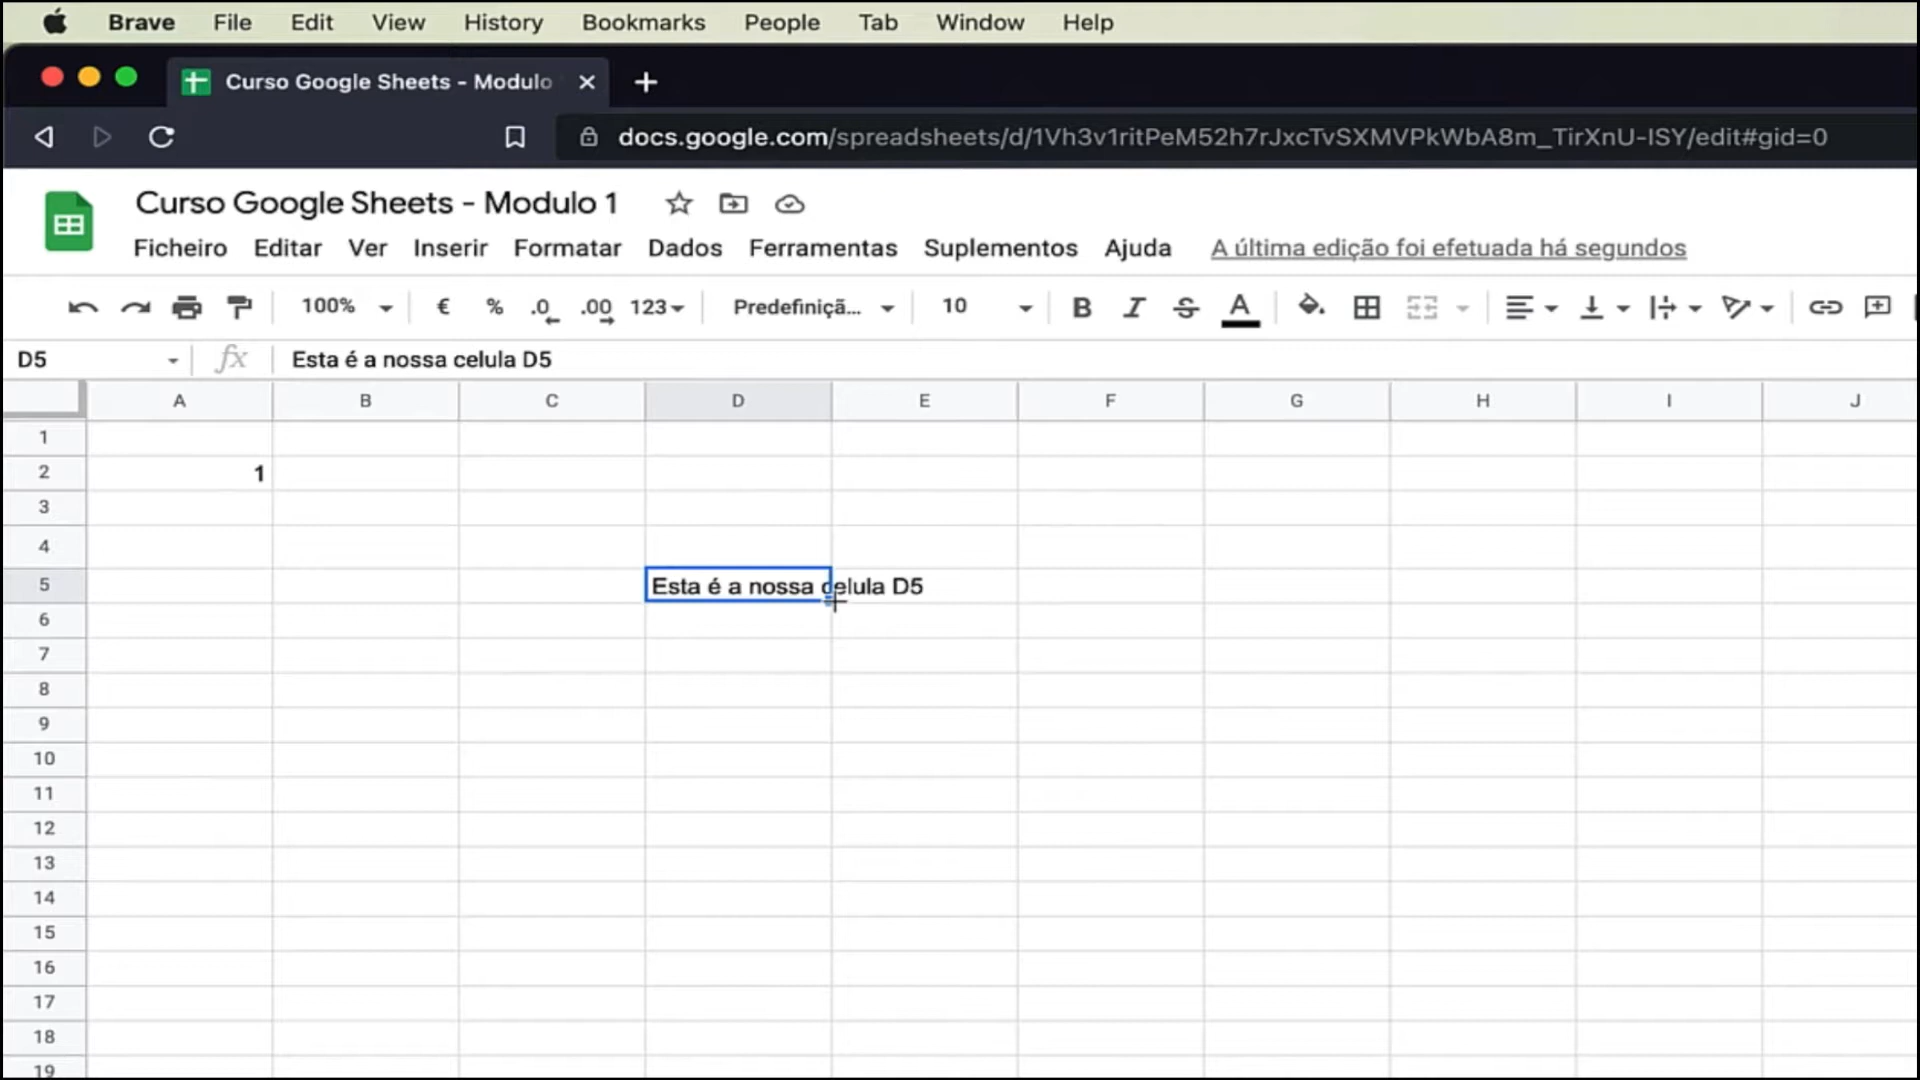 Brave File Edit View History Bookmarks People Tab Window Help
Curso Google Sheets - Modulo
docs.google.com/spreadsheets/d/1Vh3v1ritPeM52h7rJxcTvSXMVPkWbA8m_TirXnU-ISY/edit#gid=0
Curso Google Sheets - Modulo 1
Ficheiro Editar Ver Inserir Formatar Dados Ferramentas Suplementos Ajuda A última edição foi efetuada há segundos
100% € % .0 .00 123 Predefiniçã... 10 B I S A
D5 fx Esta é a nossa celula D5
A B C D E F G H I J
1
2 1
3
4
5 Esta é a nossa celula D5
6
7
8
9
10
11
12
13
14
15
16
17
18
19